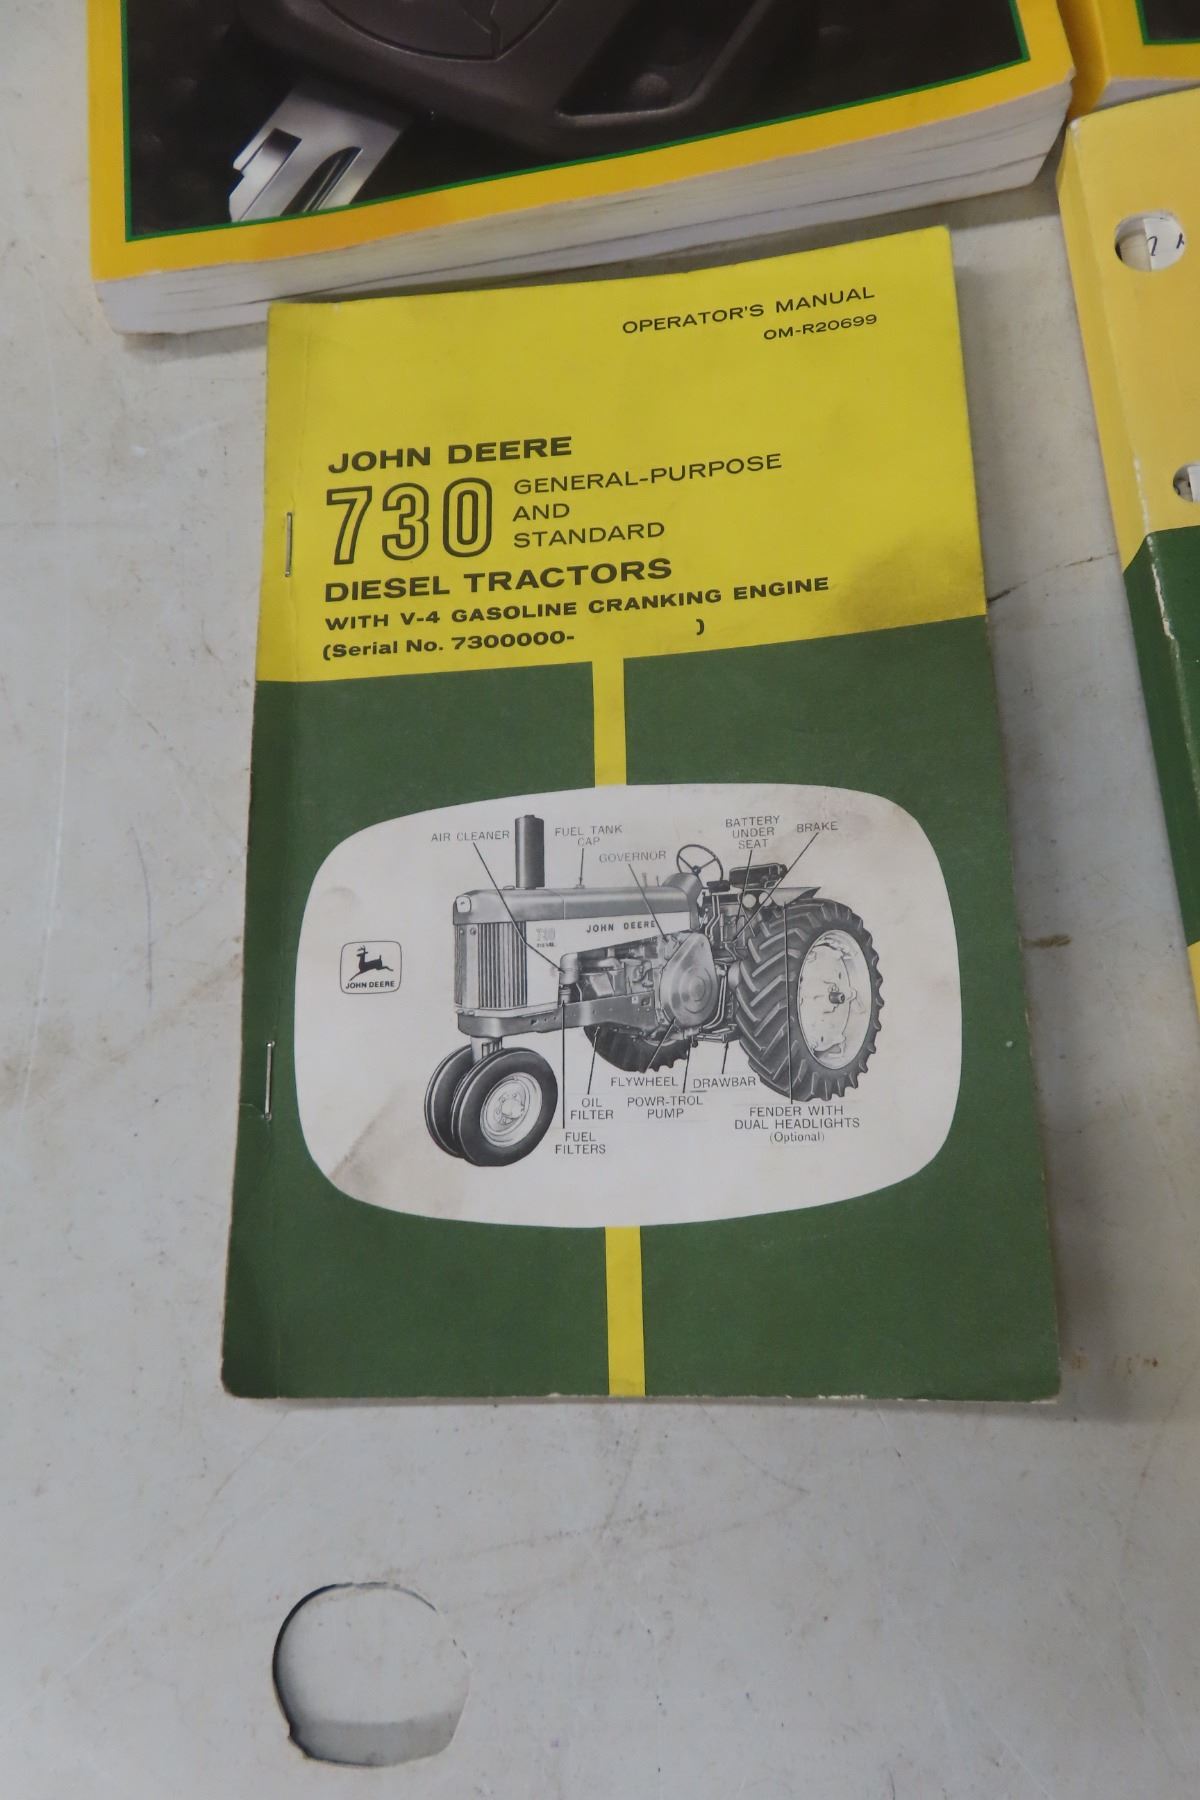 OPERATOR'S MANUAL
OM-R20699
JOHN DEERE
730 GENERAL-PURPOSE
AND
STANDARD
DIESEL TRACTORS
WITH V-4 GASOLINE CRANKING ENGINE
(Serial No. 7300000- )
AIR CLEANER
FUEL TANK
CAP
GOVERNOR
BATTERY
UNDER
SEAT
BRAKE
JOHN DEERE
730
DIESEL
JOHN DEERE
FLYWHEEL
DRAWBAR
OIL
FILTER
POWR-TROL
PUMP
FUEL
FILTERS
FENDER WITH
DUAL HEADLIGHTS
(Optional)